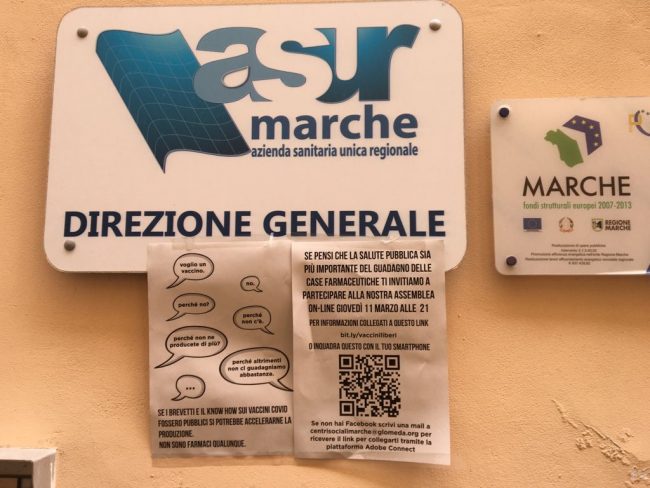 asur
marche
azienda sanitaria unica regionale
DIREZIONE GENERALE
MARCHE
fondi strutturali europei 2007-2013
REGIONE
MARCHE
voglio un
vaccino.
no.
perché no?
perché
non c'è.
perché non ne
producete di più?
perché altrimenti
non ci guadagniamo
abbastanza.
...
SE I BREVETTI E IL KNOW HOW SUI VACCINI COVID
FOSSERO PUBBLICI SI POTREBBE ACCELERARNE LA
PRODUZIONE.
NON SONO FARMACI QUALUNQUE.
SE PENSI CHE LA SALUTE PUBBLICA SIA
PIÙ IMPORTANTE DEL GUADAGNO DELLE
CASE FARMACEUTICHE TI INVITIAMO A
PARTECIPARE ALLA NOSTRA ASSEMBLEA
ON-LINE GIOVEDÌ 11 MARZO ALLE 21
PER INFORMAZIONI COLLEGATI A QUESTO LINK
bit.ly/vacciniliberi
O INQUADRA QUESTO CON IL TUO SMARTPHONE
Se non hai Facebook scrivi una mail a
centrisocialimarche@glomeda.org per
ricevere il link per collegarti tramite la
piattaforma Adobe Connect